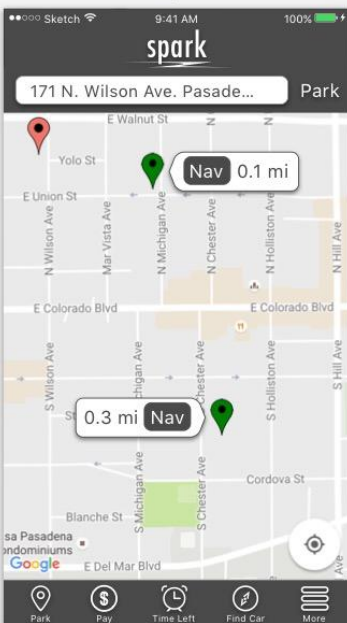 Sketch 9:41 AM 100%
spark
171 N. Wilson Ave. Pasade... Park
E Walnut St
N
N
Yolo St
Nav 0.1 mi
E Union St
N Wilson Ave
Mar Vista Ave
N Michigan Ave
N Chester Ave
N Holliston Ave
N Hill Ave
E Colorado Blvd
E Colorado Blvd
S Wilson Ave
Michigan Ave
S Chester Ave
S Holliston Ave
S Hill Ave
St
0.3 mi Nav
Cordova St
S Michigan Ave
S Chester Ave
Blanche St
sa Pasadena
ondominiums
Google
E Del Mar Blvd
Ave
Park Pay Time Left Find Car More